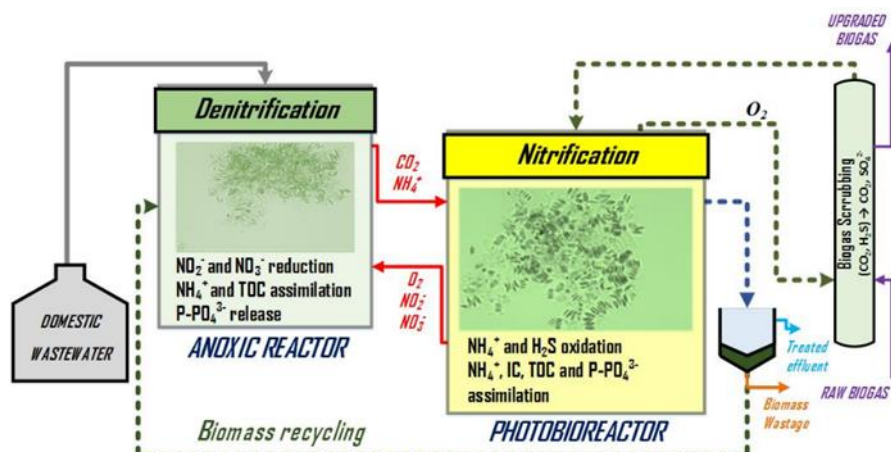 UPGRADED
BIOGAS
Denitrification
CO₂
NH₄⁺
NO₂⁻ and NO₃⁻ reduction
NH₄⁺ and TOC assimilation
P-PO₄³⁻ release
O₂
NO₂⁻
NO₃⁻
ANOXIC REACTOR
DOMESTIC
WASTEWATER
Nitrification
O₂
NH₄⁺ and H₂S oxidation
NH₄⁺, IC, TOC and P-PO₄³⁻
assimilation
PHOTOBIOREACTOR
Biogas Scrrubbing
(CO₂, H₂S) → CO₂, SO₄²⁻
Treated
effluent
Biomass
Wastage
RAW BIOGAS
Biomass recycling